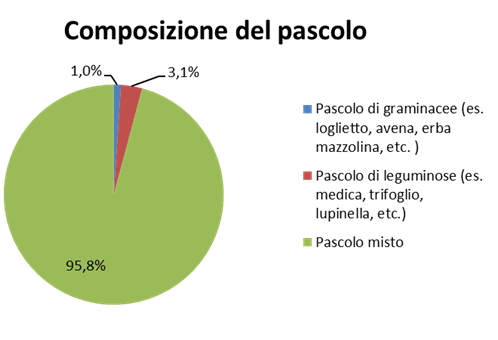 Composizione del pascolo
1,0%
3,1%
95,8%
Pascolo di graminacee (es.
loglietto, avena, erba
mazzolina, etc. )
Pascolo di leguminose (es.
medica, trifoglio,
lupinella, etc.)
Pascolo misto